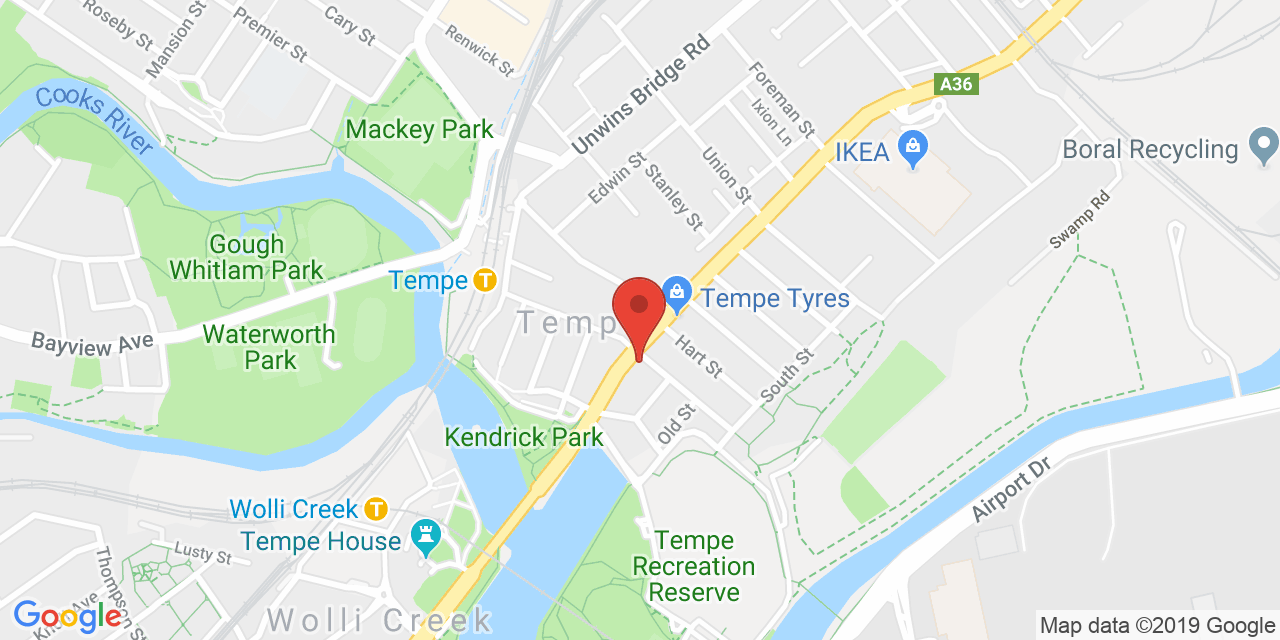 Roseby St
Mansion St
Premier St
Cary St
Renwick St
Cooks River
Mackey Park
Unwins Bridge Rd
Foreman St
Ixion Ln
A36
IKEA
Boral Recycling
Edwin St
Stanley St
Union St
Swamp Rd
Gough
Whitlam Park
Tempe
T
Tempe Tyres
Bayview Ave
Waterworth
Park
Temp
Hart St
South St
Old St
Kendrick Park
Wolli Creek
T
Tempe House
Airport Dr
Lusty St
Thompson St
Tempe
Recreation
Reserve
Wolli Creek
Google
Map data ©2019 Google